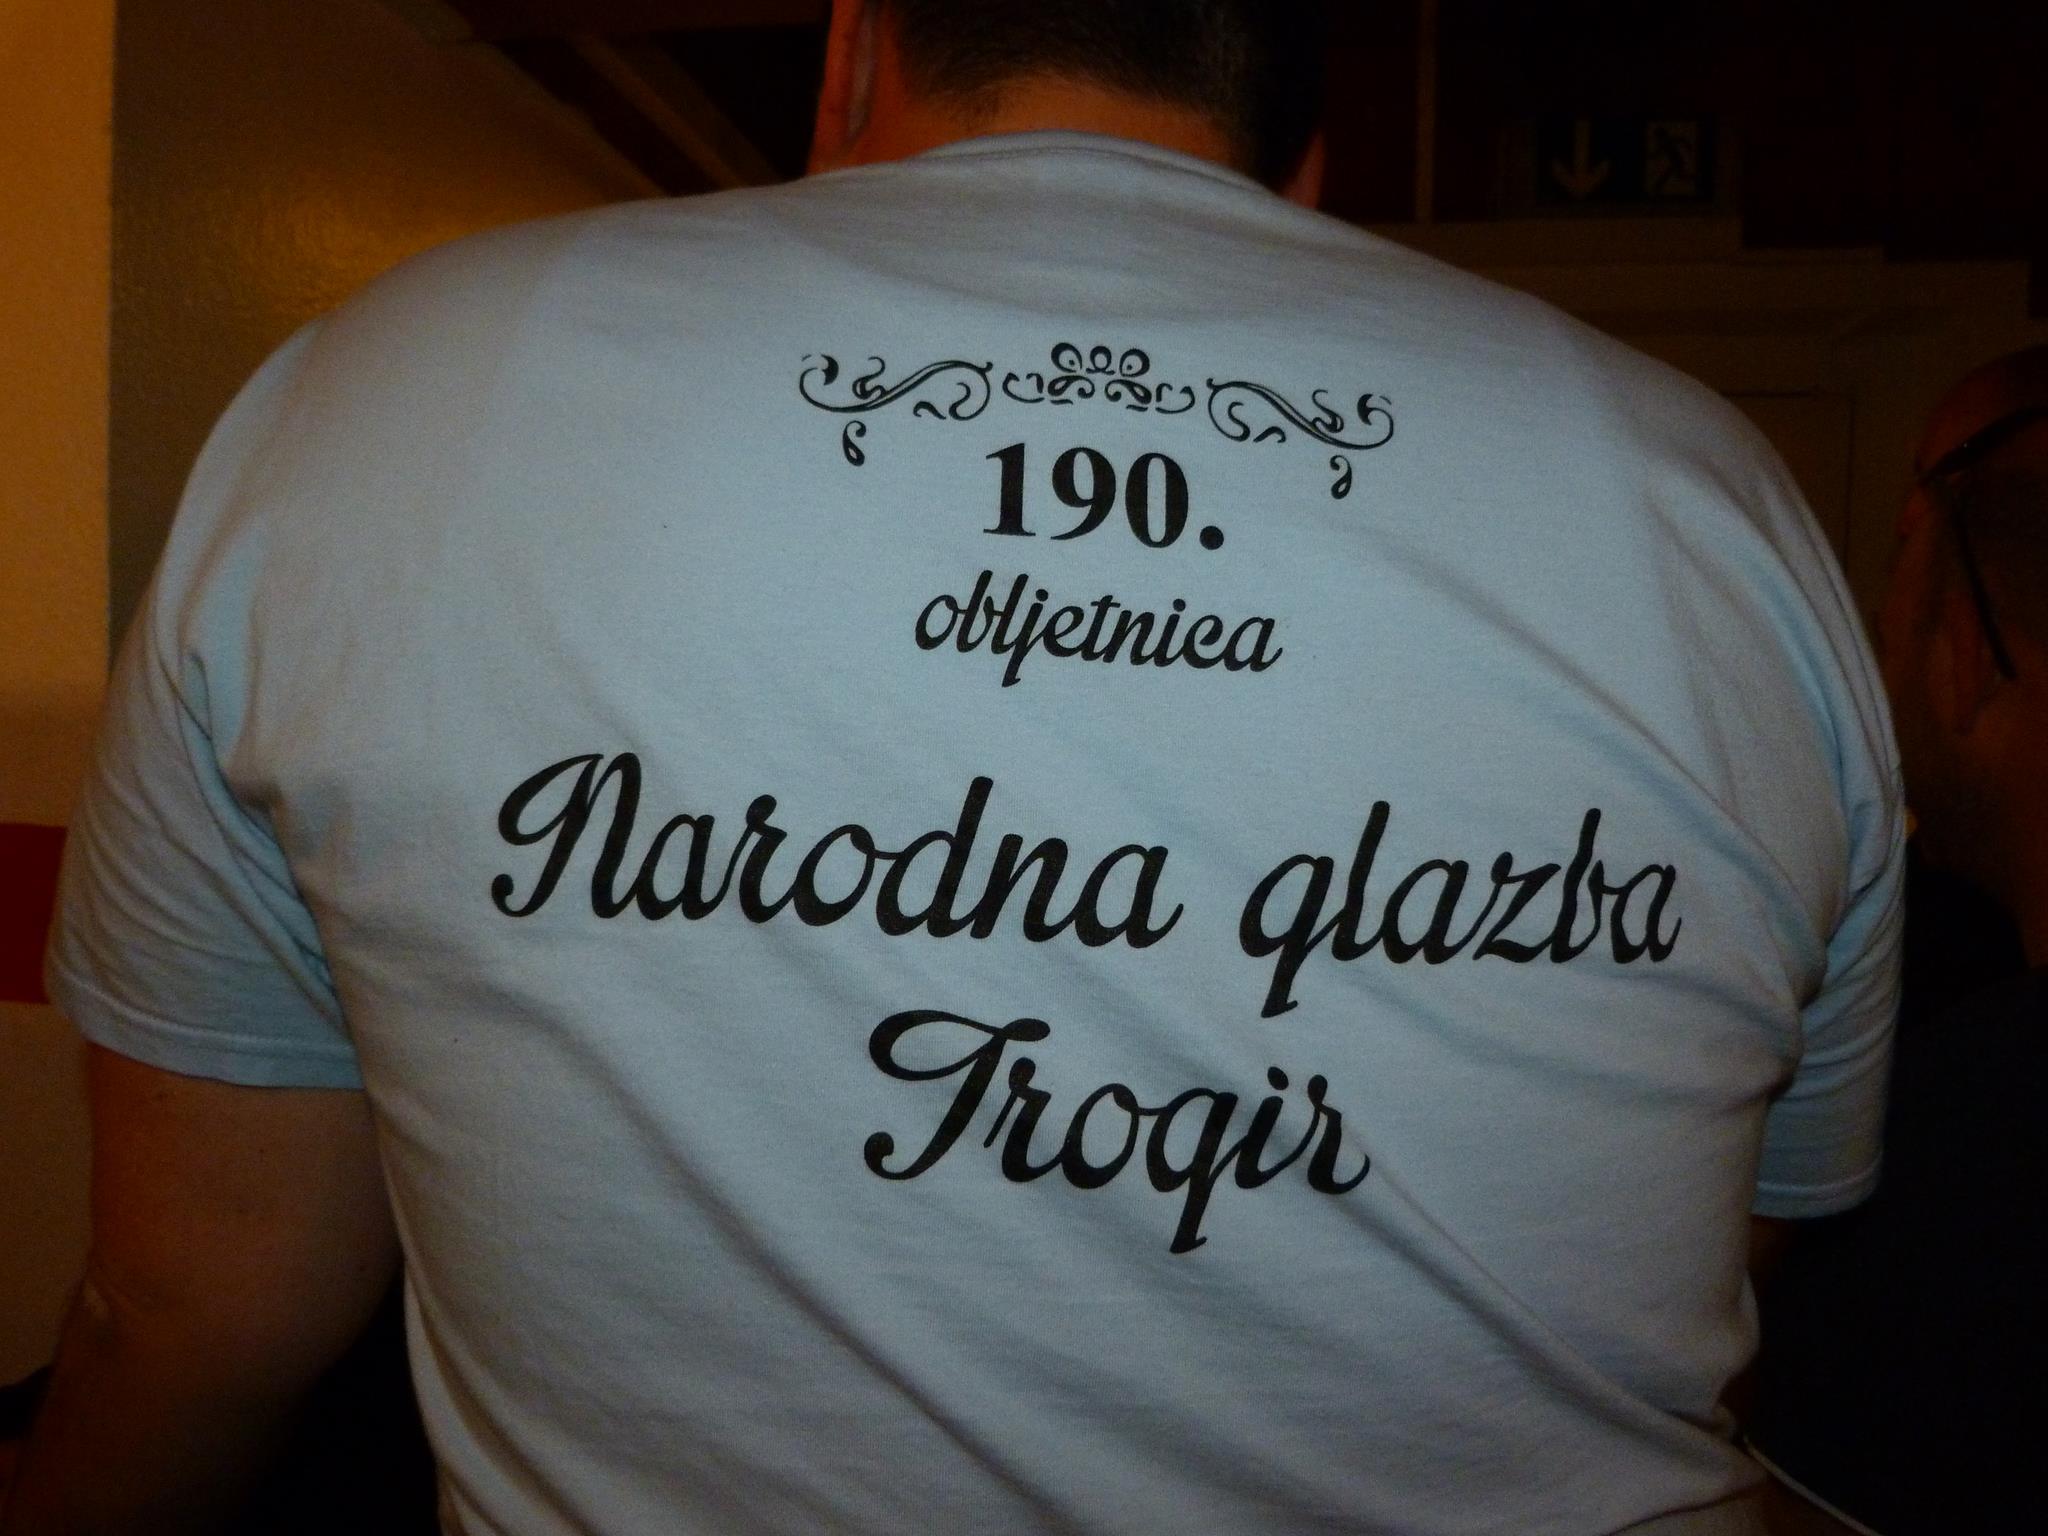 190.
obljetnica
Narodna glazba
Trogir